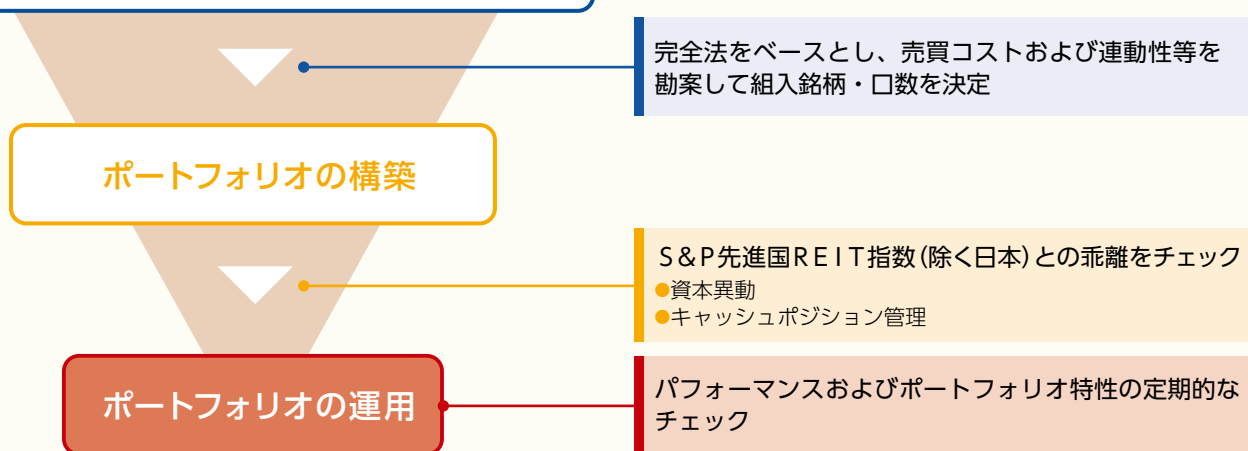 完全法をベースとし、売買コストおよび連動性等を
勘案して組入銘柄・口数を決定
ポートフォリオの構築
S&P先進国REIT指数(除く日本)との乖離をチェック
●資本異動
●キャッシュポジション管理
ポートフォリオの運用
パフォーマンスおよびポートフォリオ特性の定期的な
チェック